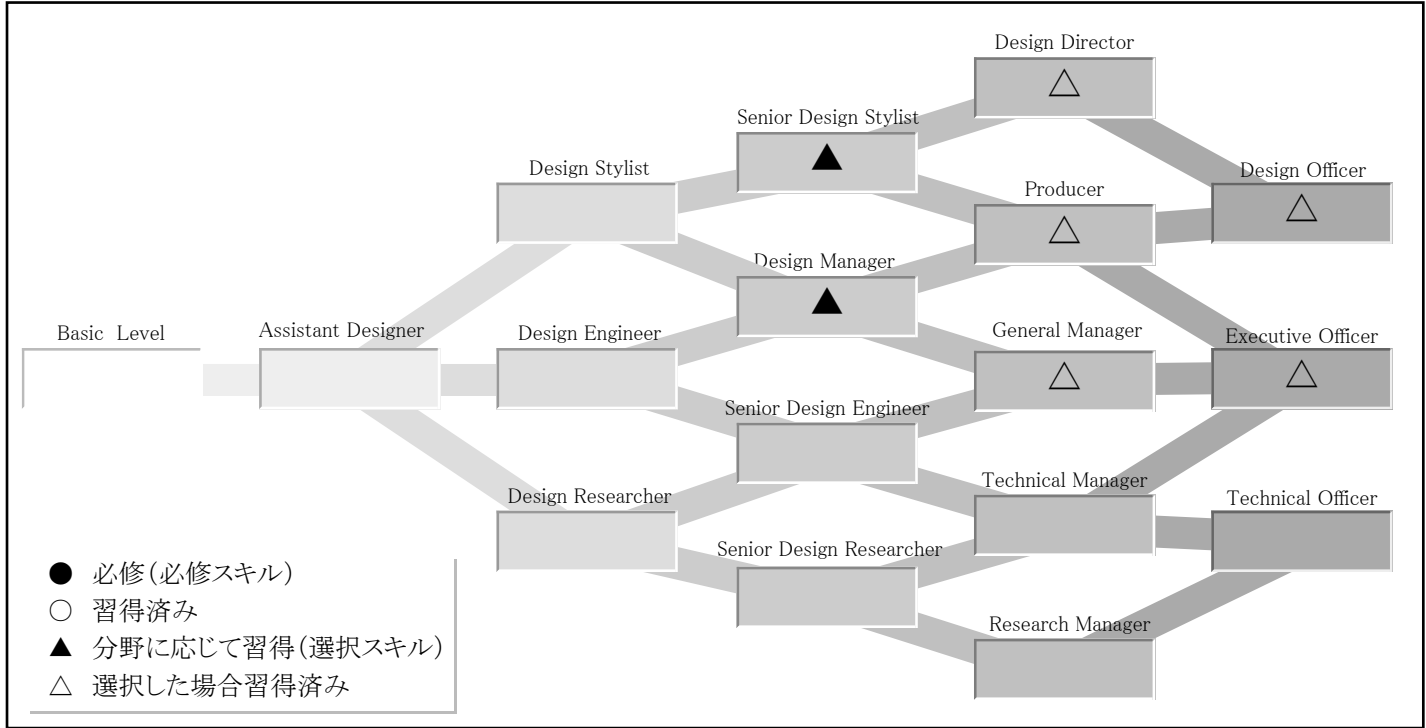 Design Director
△
Senior Design Stylist
▲
Design Stylist
Design Officer
△
Producer
△
Design Manager
▲
Basic Level
Assistant Designer
Design Engineer
General Manager
△
Executive Officer
△
Senior Design Engineer
Design Researcher
Technical Manager
Technical Officer
Senior Design Researcher
Research Manager
● 必修(必修スキル)
○ 習得済み
▲ 分野に応じて習得(選択スキル)
△ 選択した場合習得済み